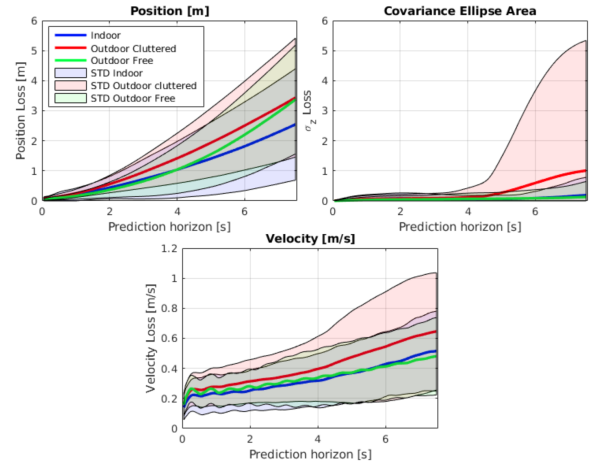 Position [m]
6
5
4
3
2
1
0
Position Loss [m]
Indoor
Outdoor Cluttered
Outdoor Free
STD Indoor
STD Outdoor cluttered
STD Outdoor Free
0 2 4 6
Prediction horizon [s]
Covariance Ellipse Area
6
5
4
3
2
1
0
σz Loss
0 2 4 6
Prediction horizon [s]
Velocity [m/s]
1.2
1
0.8
0.6
0.4
0.2
0
Velocity Loss [m/s]
0 2 4 6
Prediction horizon [s]